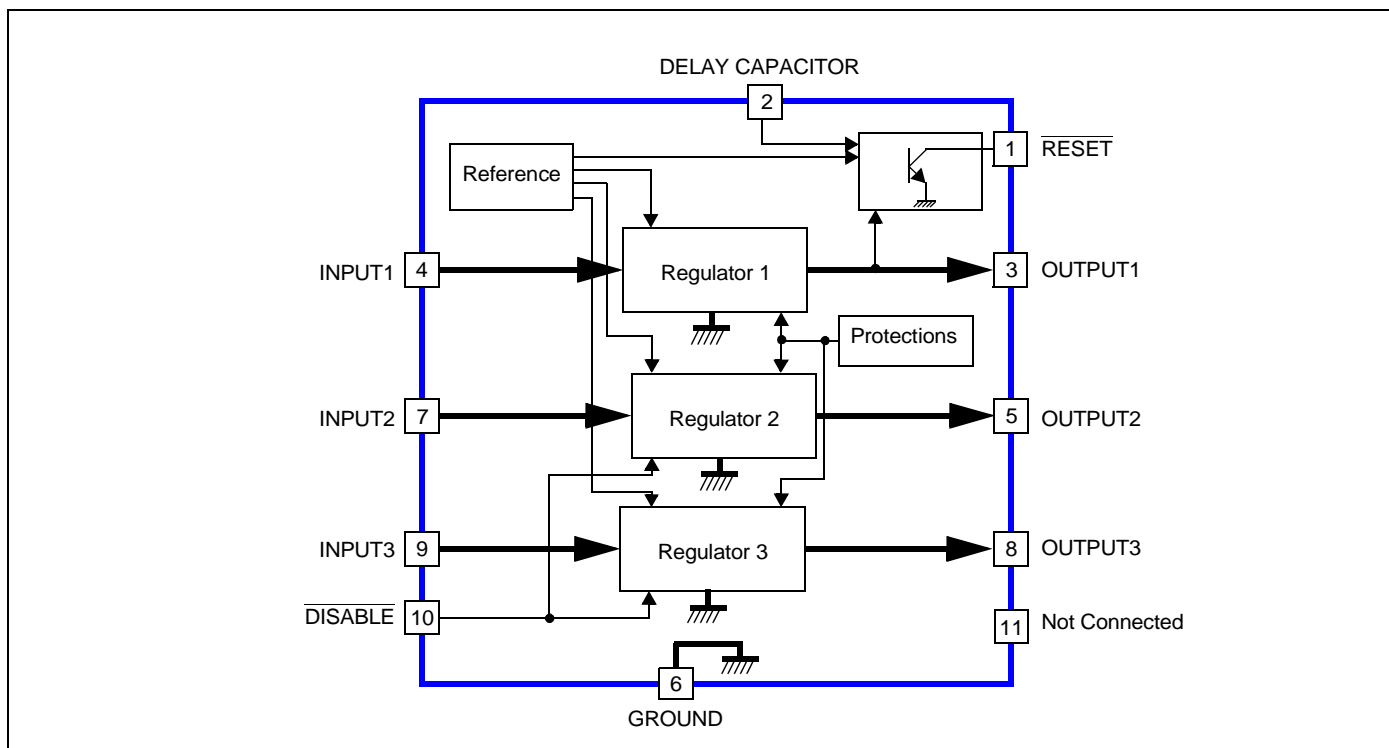 DELAY CAPACITOR
2
1
RESET
Reference
INPUT1
4
Regulator 1
3
OUTPUT1
Protections
INPUT2
7
Regulator 2
5
OUTPUT2
INPUT3
9
Regulator 3
8
OUTPUT3
DISABLE
10
11
Not Connected
6
GROUND